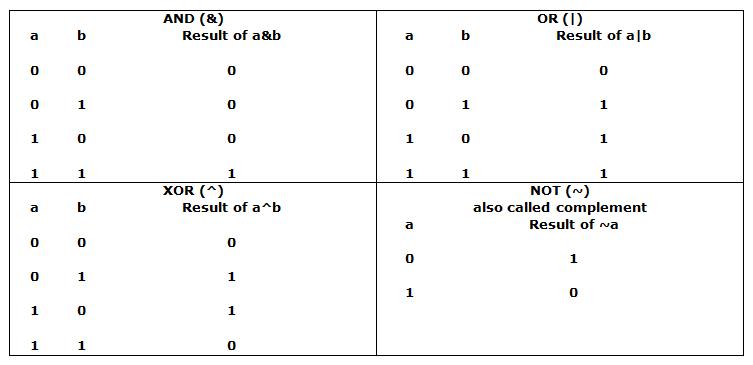 AND (&)
a b Result of a&b
0 0 0
0 1 0
1 0 0
1 1 1
OR (|)
a b Result of a|b
0 0 0
0 1 1
1 0 1
1 1 1
XOR (^)
a b Result of a^b
0 0 0
0 1 1
1 0 1
1 1 0
NOT (~)
also called complement
a Result of ~a
0 1
1 0